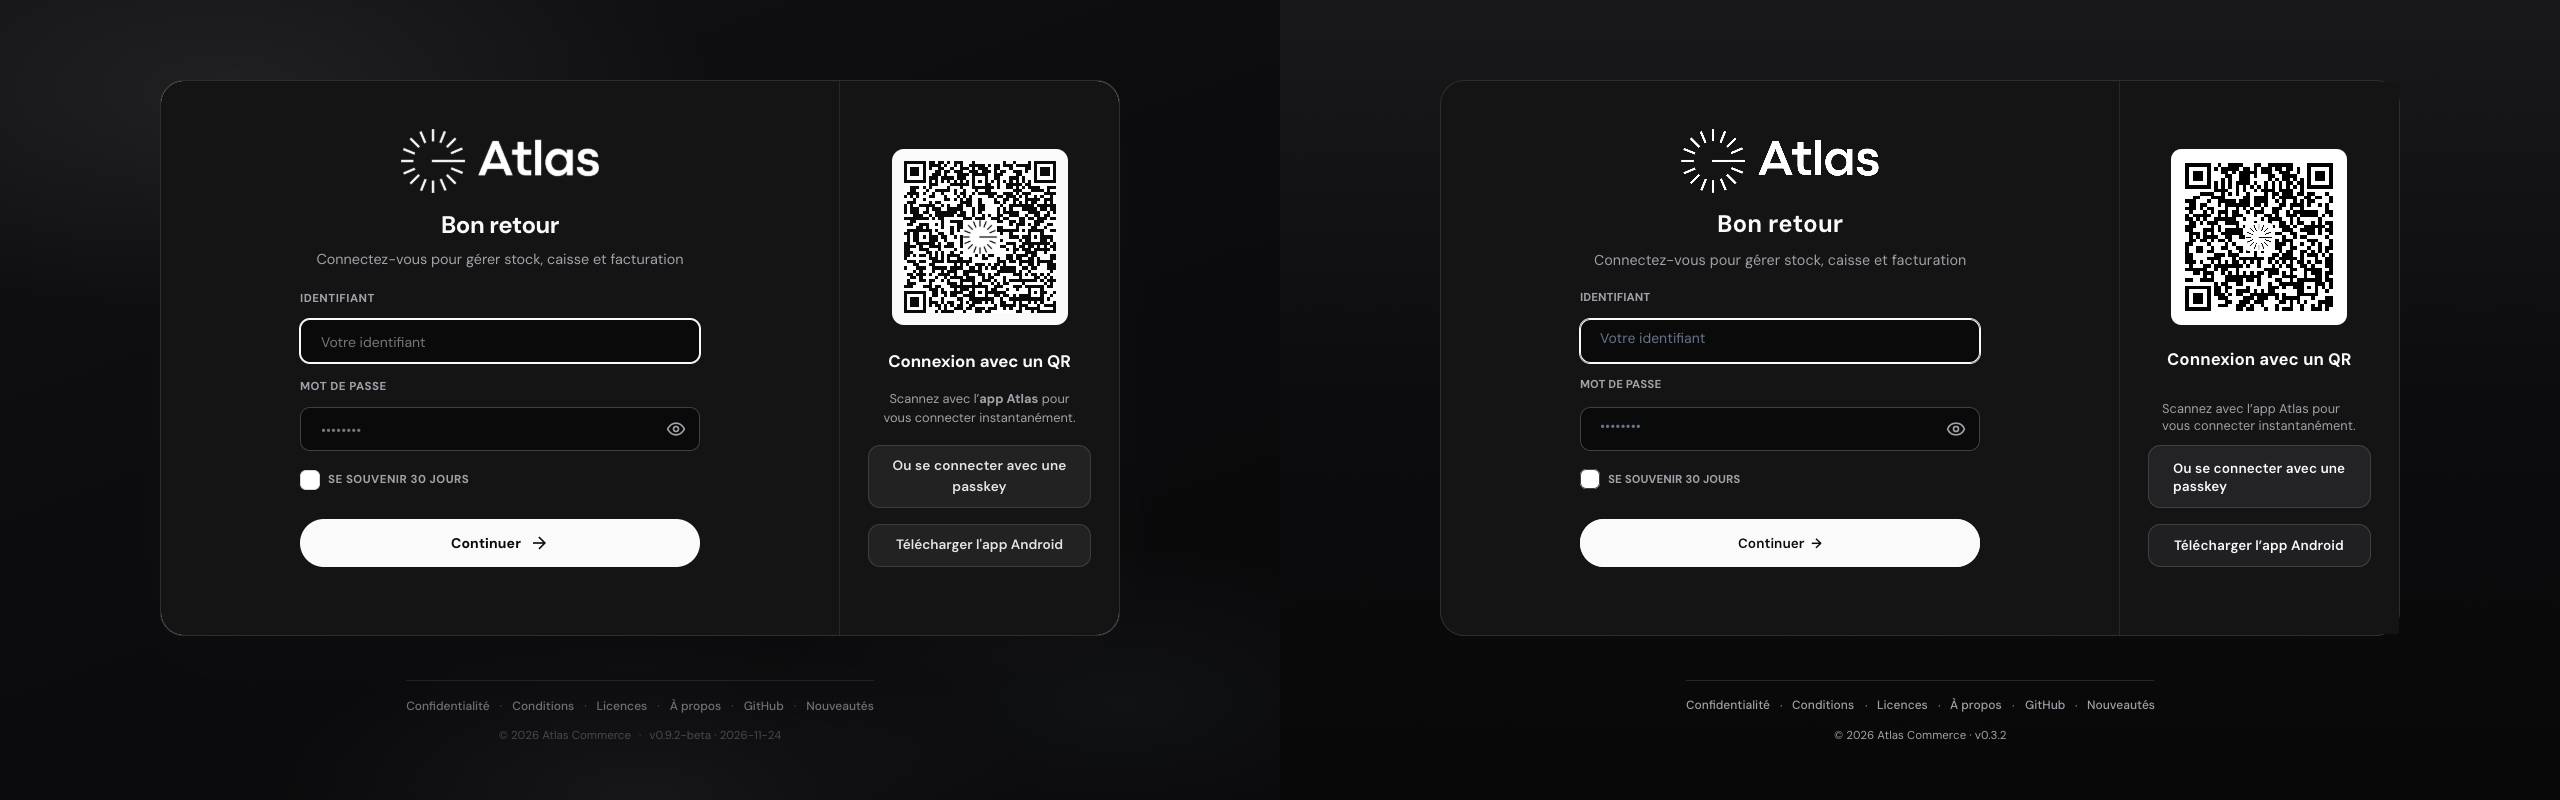 Atlas
Bon retour
Connectez-vous pour gérer stock, caisse et facturation
IDENTIFIANT
Votre identifiant
MOT DE PASSE
••••••••
SE SOUVENIR 30 JOURS
Continuer →
Connexion avec un QR
Scannez avec l’app Atlas pour
vous connecter instantanément.
Ou se connecter avec une
passkey
Télécharger l'app Android
Confidentialité · Conditions · Licences · À propos · GitHub · Nouveautés
© 2026 Atlas Commerce · v0.9.2-beta · 2026-11-24
Atlas
Bon retour
Connectez-vous pour gérer stock, caisse et facturation
IDENTIFIANT
Votre identifiant
MOT DE PASSE
••••••••
SE SOUVENIR 30 JOURS
Continuer →
Connexion avec un QR
Scannez avec l’app Atlas pour
vous connecter instantanément.
Ou se connecter avec une
passkey
Télécharger l’app Android
Confidentialité · Conditions · Licences · À propos · GitHub · Nouveautés
© 2026 Atlas Commerce · v0.3.2